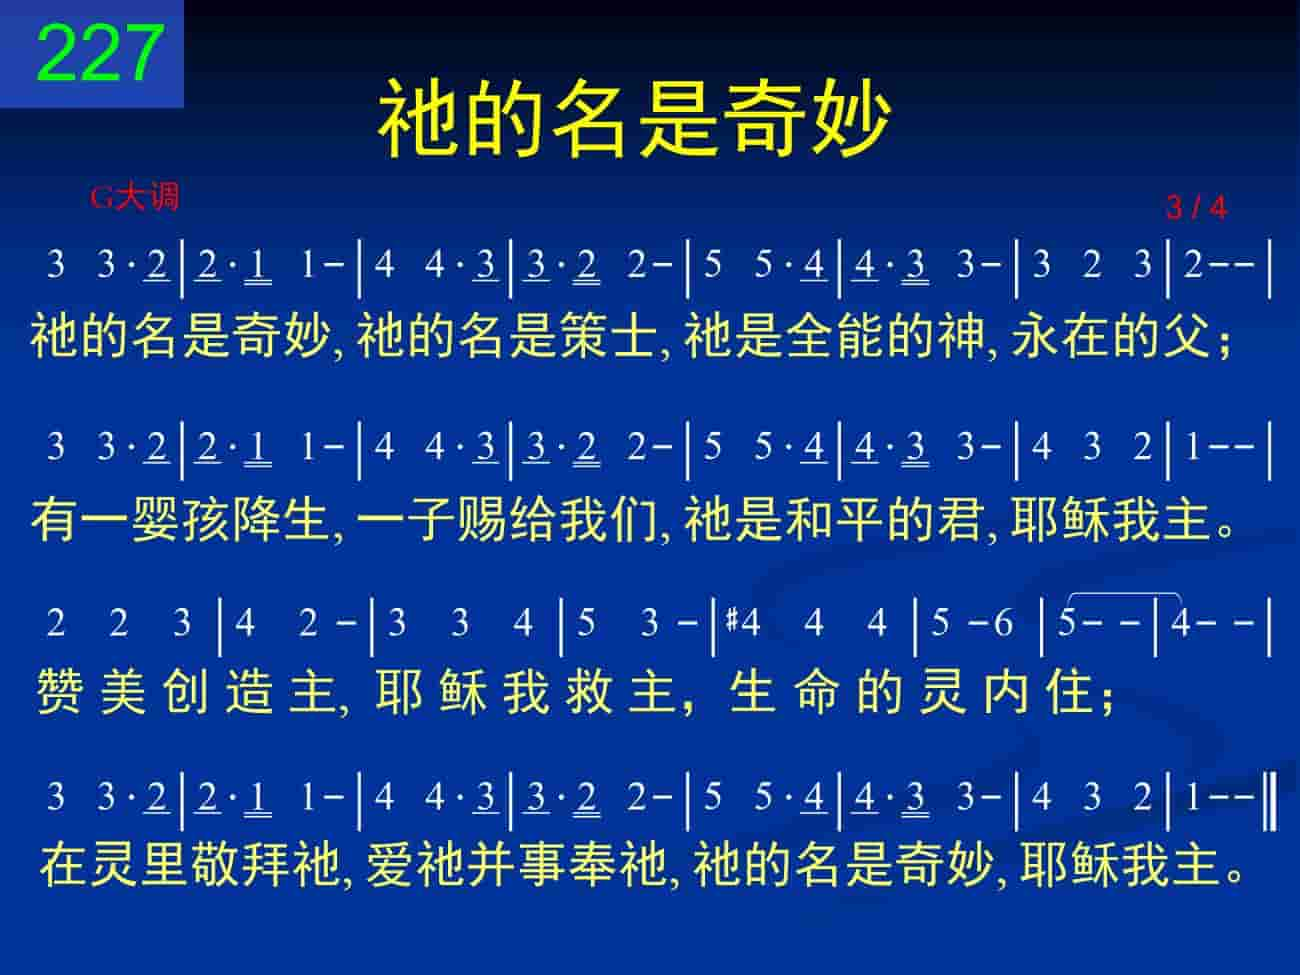 227
祂的名是奇妙
G大调
3 / 4
3 3·2|2·1 1-|4 4·3|3·2 2-|5 5·4|4·3 3-|3 2 3|2--|
祂的名是奇妙, 祂的名是策士, 祂是全能的神, 永在的父；
3 3·2|2·1 1-|4 4·3|3·2 2-|5 5·4|4·3 3-|4 3 2|1--|
有一婴孩降生, 一子赐给我们, 祂是和平的君, 耶稣我主。
2 2 3|4 2 -|3 3 4|5 3 -|♯4 4 4|5 -6|5- -|4- -|
赞 美 创 造 主, 耶 稣 我 救 主，生 命 的 灵 内 住；
3 3·2|2·1 1-|4 4·3|3·2 2-|5 5·4|4·3 3-|4 3 2|1--‖
在灵里敬拜祂, 爱祂并事奉祂, 祂的名是奇妙, 耶稣我主。